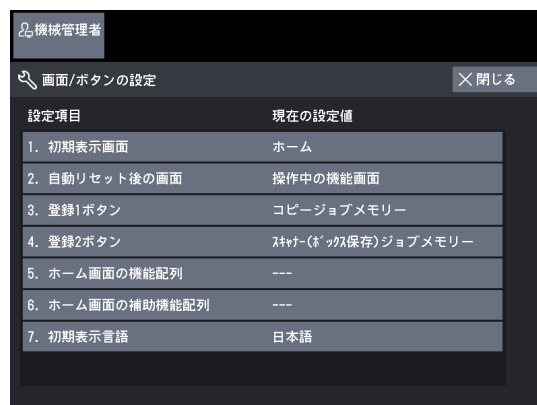 機械管理者
画面/ボタンの設定
閉じる
設定項目 現在の設定値
1. 初期表示画面 ホーム
2. 自動リセット後の画面 操作中の機能画面
3. 登録1ボタン コピージョブメモリー
4. 登録2ボタン ｽｷｬﾅｰ(ﾎﾞｯｸｽ保存)ジョブメモリー
5. ホーム画面の機能配列 ---
6. ホーム画面の補助機能配列 ---
7. 初期表示言語 日本語